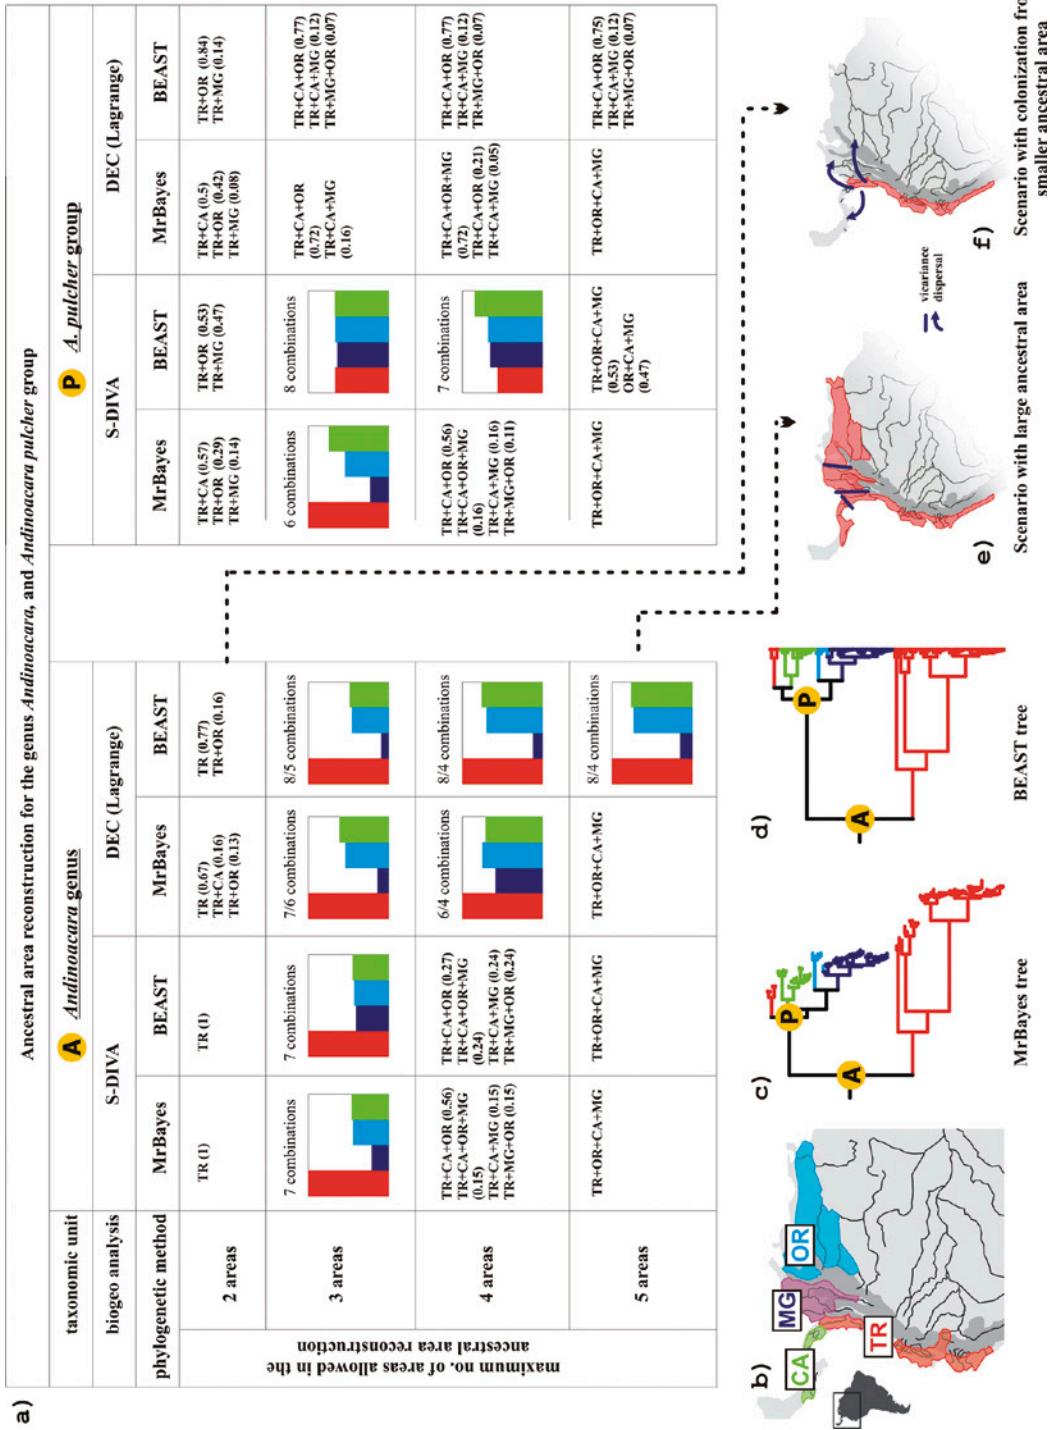 a)
Ancestral area reconstruction for the genus Andinoacara, and Andinoacara pulcher group
taxonomic unit
A Andinoacara genus
P A. pulcher group
biogeo analysis
S-DIVA
DEC (Lagrange)
S-DIVA
DEC (Lagrange)
phylogenetic method
MrBayes
BEAST
MrBayes
BEAST
MrBayes
BEAST
MrBayes
BEAST
maximum no. of areas allowed in the
ancestral area reconstruction
2 areas
TR (1)
TR (1)
TR (0.67)
TR+CA (0.16)
TR+OR (0.13)
TR (0.77)
TR+OR (0.16)
TR+CA (0.57)
TR+OR (0.29)
TR+MG (0.14)
TR+OR (0.53)
TR+MG (0.47)
TR+CA (0.5)
TR+OR (0.42)
TR+MG (0.08)
TR+OR (0.84)
TR+MG (0.14)
3 areas
7 combinations
7 combinations
7/6 combinations
8/5 combinations
6 combinations
8 combinations
TR+CA+OR
(0.72)
TR+CA+MG
(0.16)
TR+CA+OR (0.77)
TR+CA+MG (0.12)
TR+MG+OR (0.07)
4 areas
TR+CA+OR (0.56)
TR+CA+OR+MG
(0.15)
TR+CA+MG (0.15)
TR+MG+OR (0.15)
TR+CA+OR (0.27)
TR+CA+OR+MG
(0.24)
TR+CA+MG (0.24)
TR+MG+OR (0.24)
6/4 combinations
8/4 combinations
TR+CA+OR (0.56)
TR+CA+OR+MG
(0.16)
TR+CA+MG (0.16)
TR+MG+OR (0.11)
7 combinations
TR+CA+OR+MG
(0.72)
TR+CA+OR (0.21)
TR+CA+MG (0.05)
TR+CA+OR (0.77)
TR+CA+MG (0.12)
TR+MG+OR (0.07)
5 areas
TR+OR+CA+MG
TR+OR+CA+MG
TR+OR+CA+MG
8/4 combinations
TR+OR+CA+MG
TR+OR+CA+MG
(0.53)
OR+CA+MG
(0.47)
TR+OR+CA+MG
TR+CA+OR (0.75)
TR+CA+MG (0.12)
TR+MG+OR (0.07)
b)
CA
MG
OR
TR
c)
A
P
MrBayes tree
d)
A
P
BEAST tree
e)
Scenario with large ancestral area
vicariance
dispersal
f)
Scenario with colonization fro
smaller ancestral area